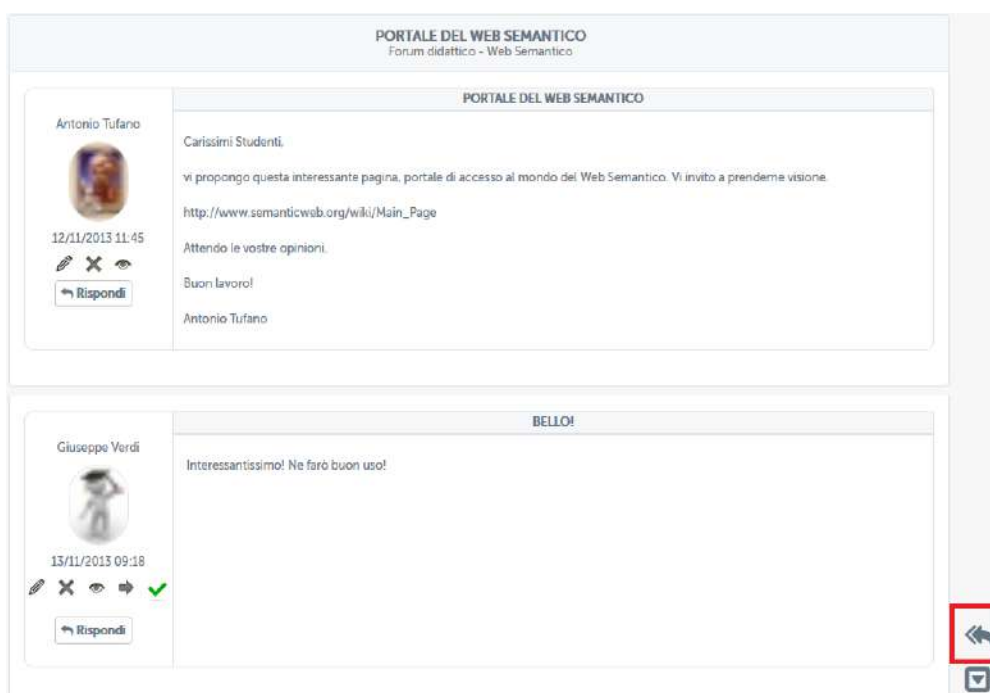 PORTALE DEL WEB SEMANTICO
Forum didattico - Web Semantico
PORTALE DEL WEB SEMANTICO
Antonio Tufano
Carissimi Studenti,
vi propongo questa interessante pagina, portale di accesso al mondo del Web Semantico. Vi invito a prenderne visione.
http://www.semanticweb.org/wiki/Main_Page
12/11/2013 11:45
Attendo le vostre opinioni.
Buon lavoro!
Rispondi
Antonio Tufano
BELLO!
Giuseppe Verdi
Interessantissimo! Ne farò buon uso!
13/11/2013 09:18
Rispondi